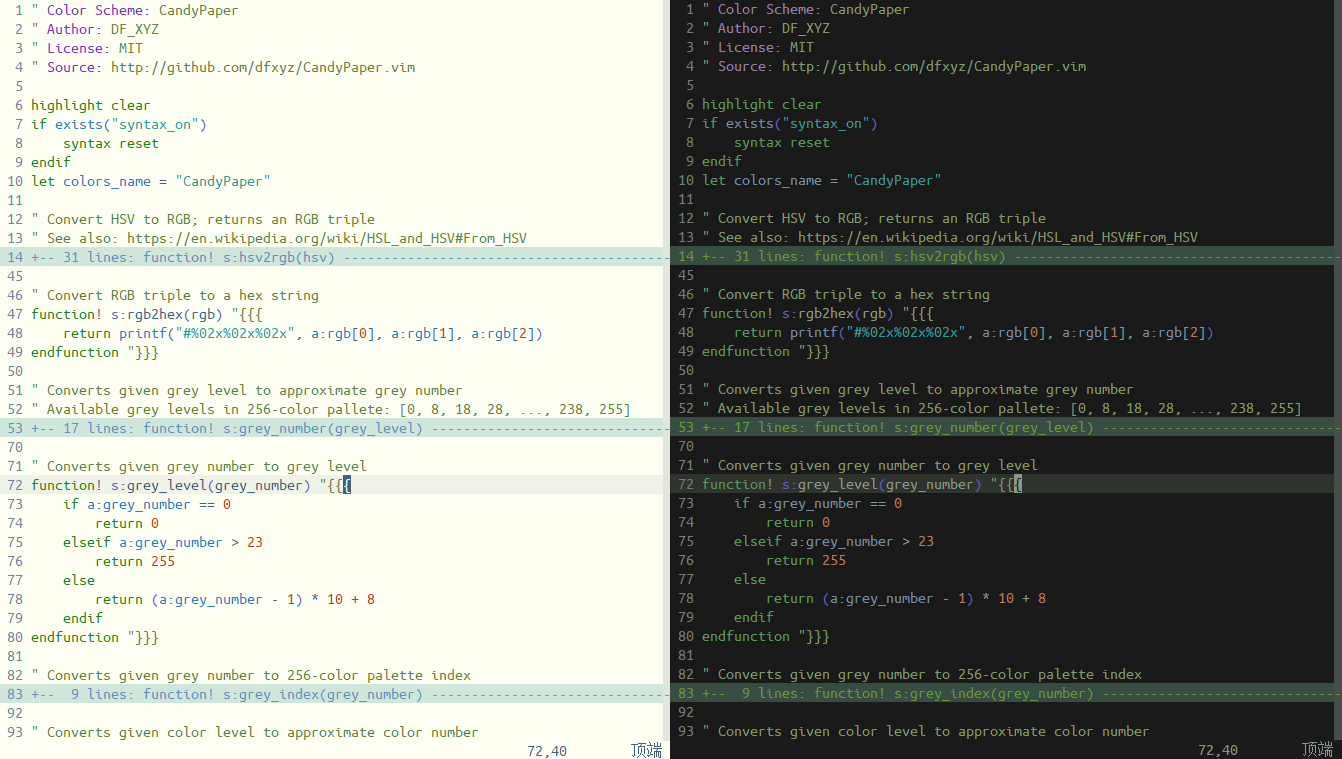 1 " Color Scheme: CandyPaper
2 " Author: DF_XYZ
3 " License: MIT
4 " Source: http://github.com/dfxyz/CandyPaper.vim
5
6 highlight clear
7 if exists("syntax_on")
8     syntax reset
9 endif
10 let colors_name = "CandyPaper"
11
12 " Convert HSV to RGB; returns an RGB triple
13 " See also: https://en.wikipedia.org/wiki/HSL_and_HSV#From_HSV
14 +-- 31 lines: function! s:hsv2rgb(hsv) -----------------------------------------
45
46 " Convert RGB triple to a hex string
47 function! s:rgb2hex(rgb) "{{{
48     return printf("#%02x%02x%02x", a:rgb[0], a:rgb[1], a:rgb[2])
49 endfunction "}}}
50
51 " Converts given grey level to approximate grey number
52 " Available grey levels in 256-color pallete: [0, 8, 18, 28, ..., 238, 255]
53 +-- 17 lines: function! s:grey_number(grey_level) ------------------------------
70
71 " Converts given grey number to grey level
72 function! s:grey_level(grey_number) "{{{
73     if a:grey_number == 0
74         return 0
75     elseif a:grey_number > 23
76         return 255
77     else
78         return (a:grey_number - 1) * 10 + 8
79     endif
80 endfunction "}}}
81
82 " Converts given grey number to 256-color palette index
83 +--  9 lines: function! s:grey_index(grey_number) ------------------------------
92
93 " Converts given color level to approximate color number
72,40 顶端
1 " Color Scheme: CandyPaper
2 " Author: DF_XYZ
3 " License: MIT
4 " Source: http://github.com/dfxyz/CandyPaper.vim
5
6 highlight clear
7 if exists("syntax_on")
8     syntax reset
9 endif
10 let colors_name = "CandyPaper"
11
12 " Convert HSV to RGB; returns an RGB triple
13 " See also: https://en.wikipedia.org/wiki/HSL_and_HSV#From_HSV
14 +-- 31 lines: function! s:hsv2rgb(hsv) -----------------------------------------
45
46 " Convert RGB triple to a hex string
47 function! s:rgb2hex(rgb) "{{{
48     return printf("#%02x%02x%02x", a:rgb[0], a:rgb[1], a:rgb[2])
49 endfunction "}}}
50
51 " Converts given grey level to approximate grey number
52 " Available grey levels in 256-color pallete: [0, 8, 18, 28, ..., 238, 255]
53 +-- 17 lines: function! s:grey_number(grey_level) ------------------------------
70
71 " Converts given grey number to grey level
72 function! s:grey_level(grey_number) "{{{
73     if a:grey_number == 0
74         return 0
75     elseif a:grey_number > 23
76         return 255
77     else
78         return (a:grey_number - 1) * 10 + 8
79     endif
80 endfunction "}}}
81
82 " Converts given grey number to 256-color palette index
83 +--  9 lines: function! s:grey_index(grey_number) ------------------------------
92
93 " Converts given color level to approximate color number
72,40 顶端